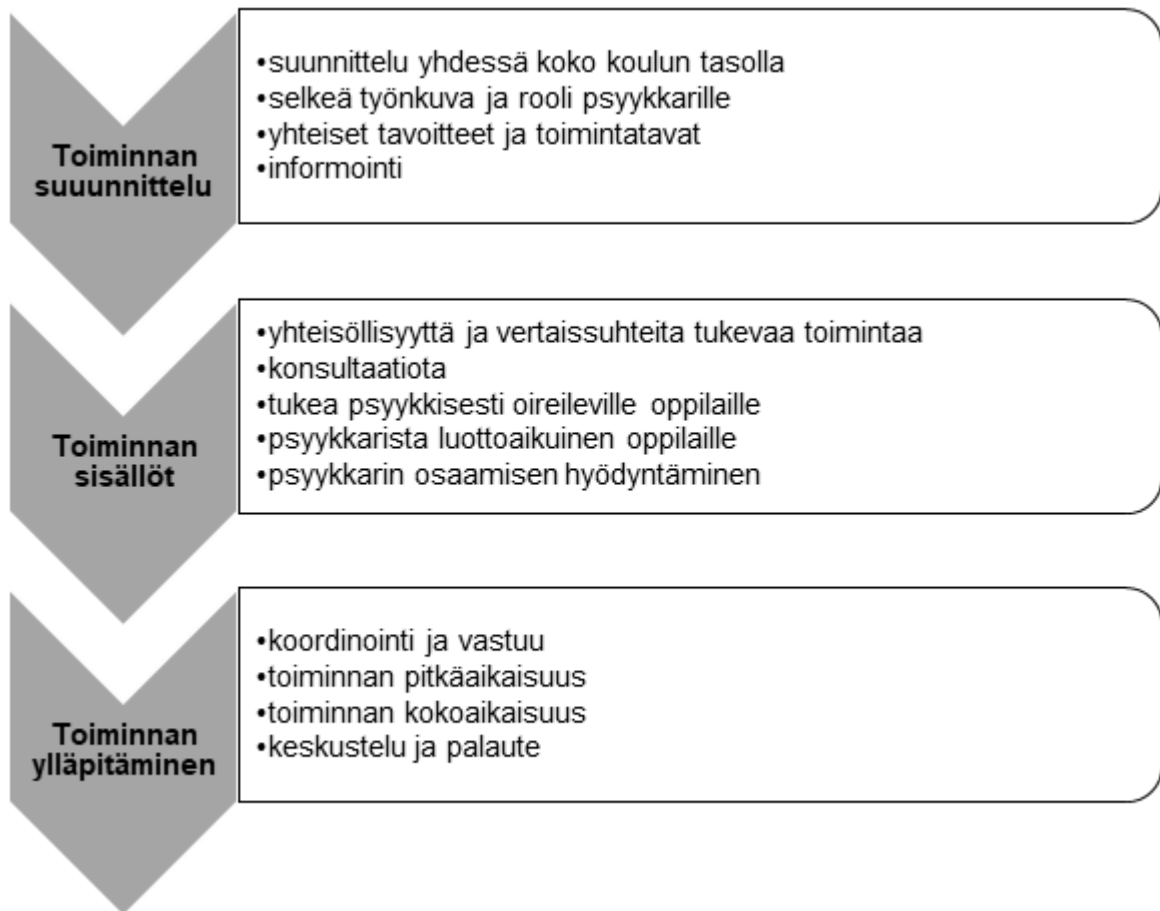 Toiminnan
suuunnittelu
•suunnittelu yhdessä koko koulun tasolla
•selkeä työnkuva ja rooli psyykkarille
•yhteiset tavoitteet ja toimintatavat
•informointi
Toiminnan
sisällöt
•yhteisöllisyyttä ja vertaissuhteita tukevaa toimintaa
•konsultaatiota
•tukea psyykkisesti oireileville oppilaille
•psyykkarista luottoaikuinen oppilaille
•psyykkarin osaamisen hyödyntäminen
Toiminnan
ylläpitäminen
•koordinointi ja vastuu
•toiminnan pitkäaikaisuus
•toiminnan kokoaikaisuus
•keskustelu ja palaute